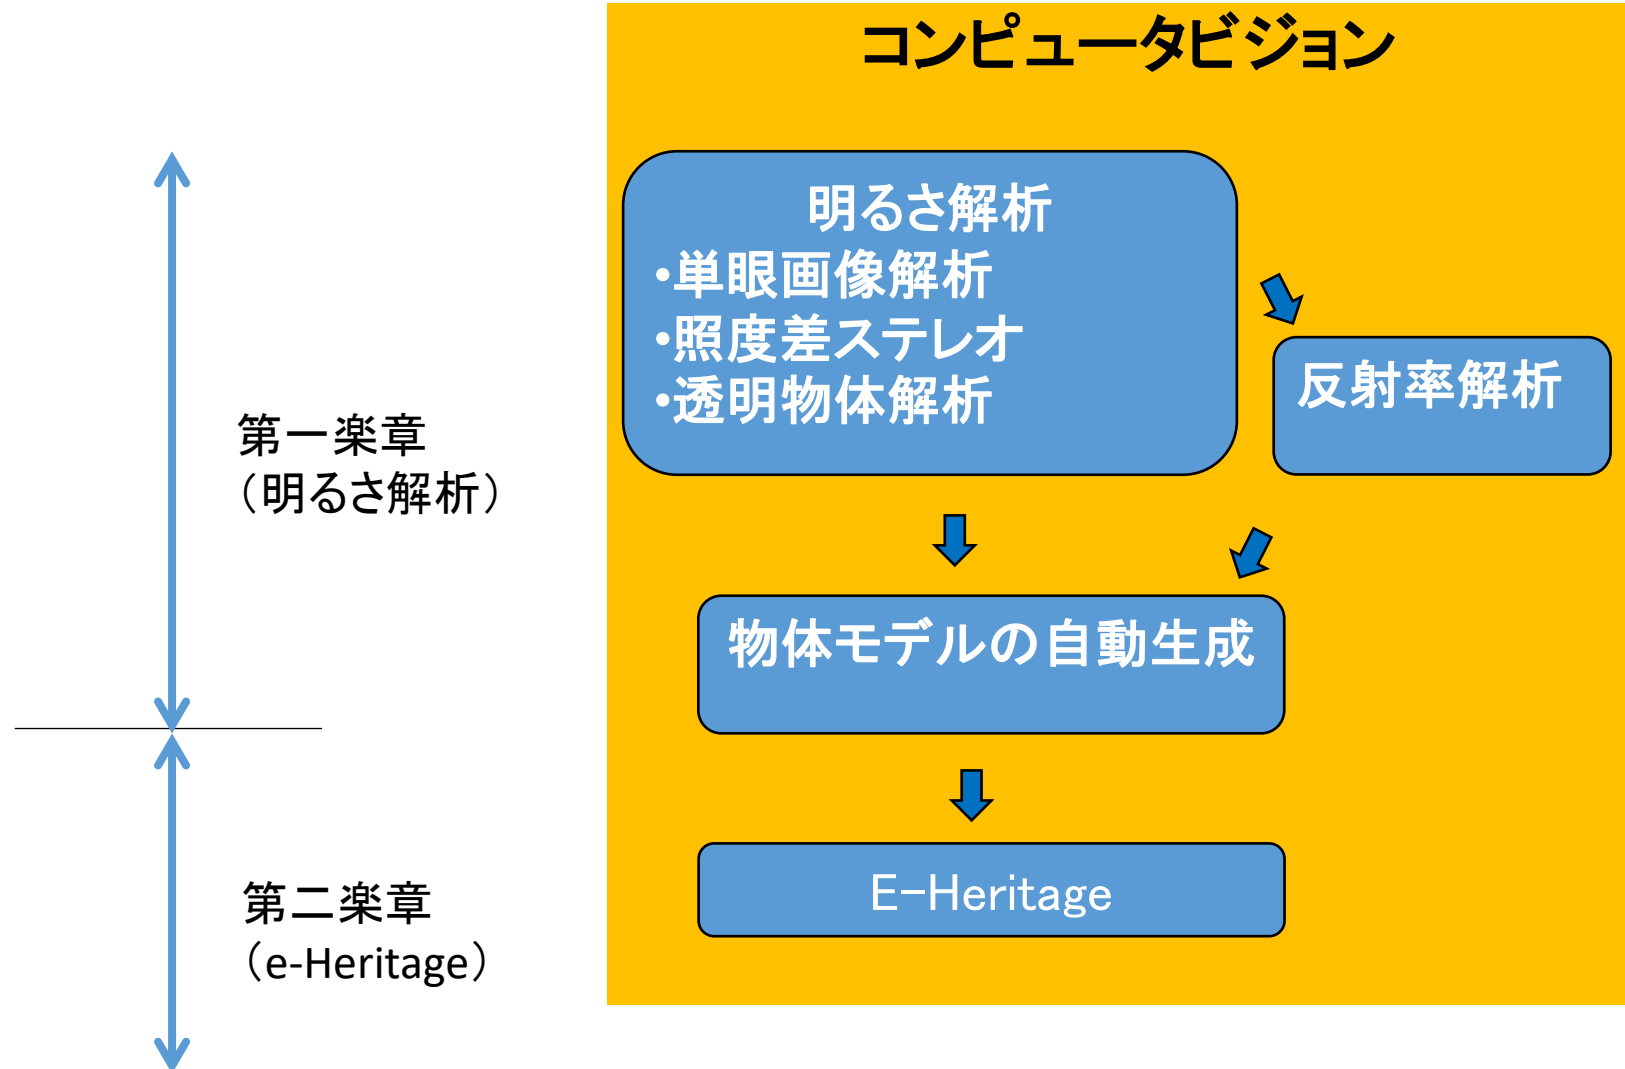 コンピュータビジョン
明るさ解析
•単眼画像解析
•照度差ステレオ
•透明物体解析
反射率解析
第一楽章
（明るさ解析）
物体モデルの自動生成
E-Heritage
第二楽章
（e-Heritage）